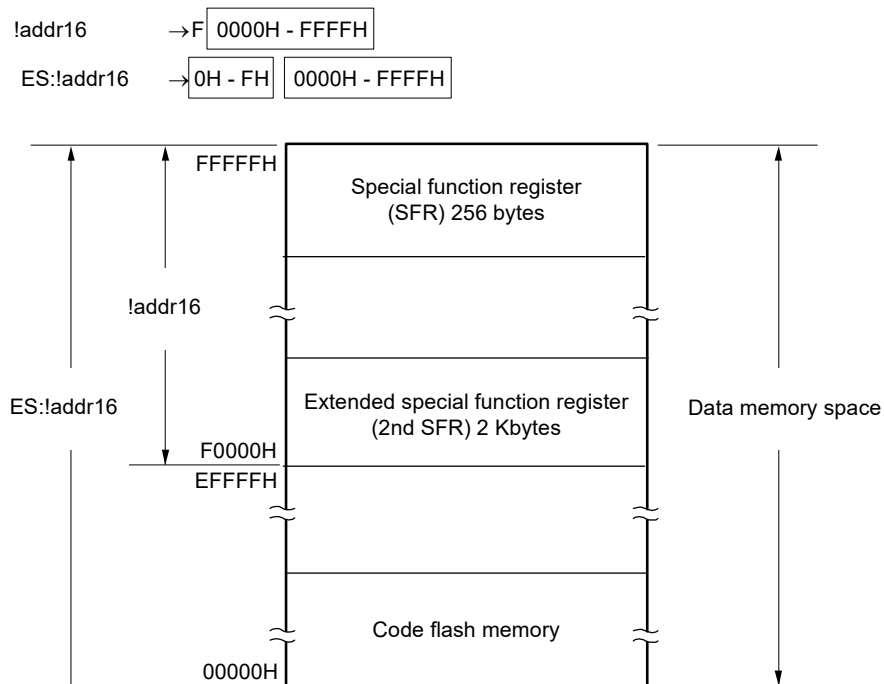 !addr16 →F 0000H - FFFFH
ES:!addr16 →0H - FH 0000H - FFFFH
FFFFFH
Special function register
(SFR) 256 bytes
!addr16
ES:!addr16
Extended special function register
(2nd SFR) 2 Kbytes
Data memory space
F0000H
EFFFFH
Code flash memory
00000H